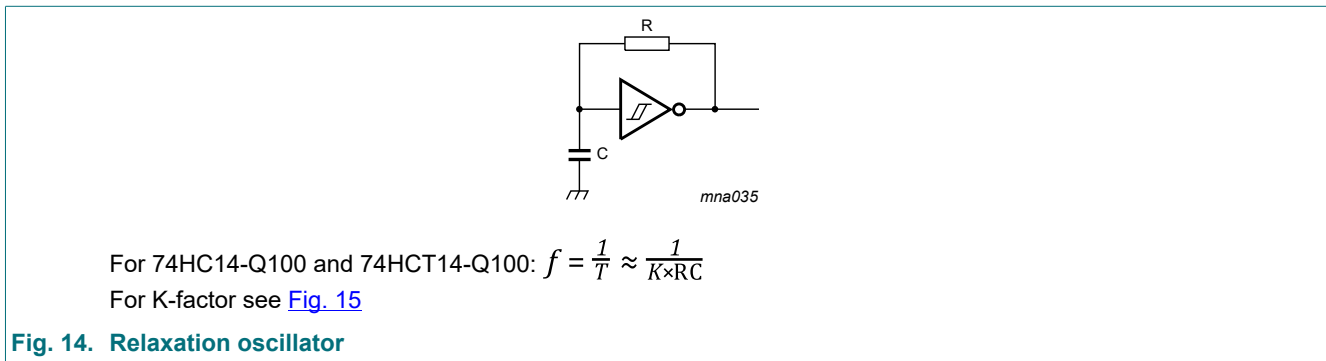 R
C
mna035
For 74HC14-Q100 and 74HCT14-Q100: f = 1/T ≈ 1/K×RC
For K-factor see Fig. 15
Fig. 14. Relaxation oscillator